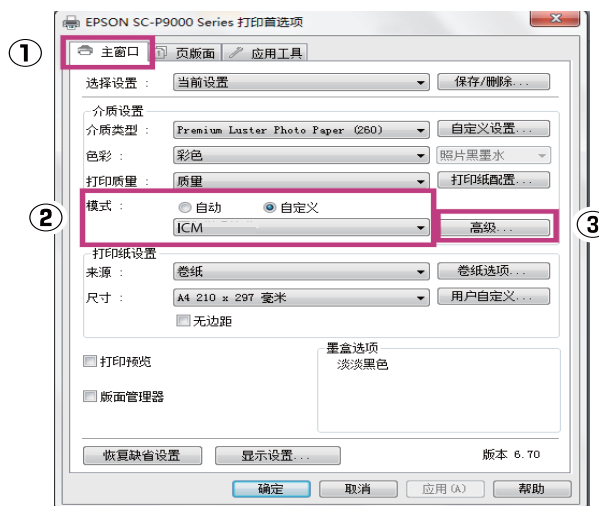 EPSON SC-P9000 Series 打印首选项
① 主窗口 页版面 应用工具
选择设置 : 当前设置 保存/删除...
介质设置
介质类型 : Premium Luster Photo Paper (260) 自定义设置...
色彩 : 彩色 照片黑墨水
打印质量 : 质量 打印纸配置...
② 模式 : 自动 自定义
ICM 高级... ③
打印纸设置
来源 : 卷纸 卷纸选项...
尺寸 : A4 210 x 297 毫米 用户自定义...
无边距
墨盒选项
打印预览 淡淡黑色
版面管理器
恢复缺省设置 显示设置... 版本 6.70
确定 取消 应用(A) 帮助